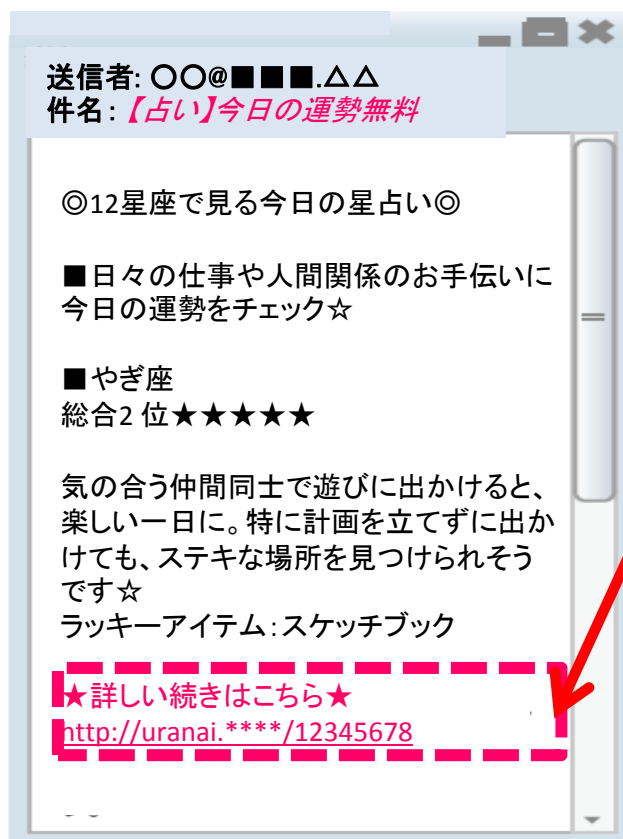 送信者: 〇〇@■■■.△△
件名：【占い】今日の運勢無料
◎12星座で見る今日の星占い◎
■日々の仕事や人間関係のお手伝いに
今日の運勢をチェック☆
■やぎ座
総合2 位★★★★★
気の合う仲間同士で遊びに出かけると、
楽しい一日に。特に計画を立てずに出か
けても、ステキな場所を見つけられそう
です☆
ラッキーアイテム：スケッチブック
★詳しい続きはこちら★
http://uranai.****/12345678